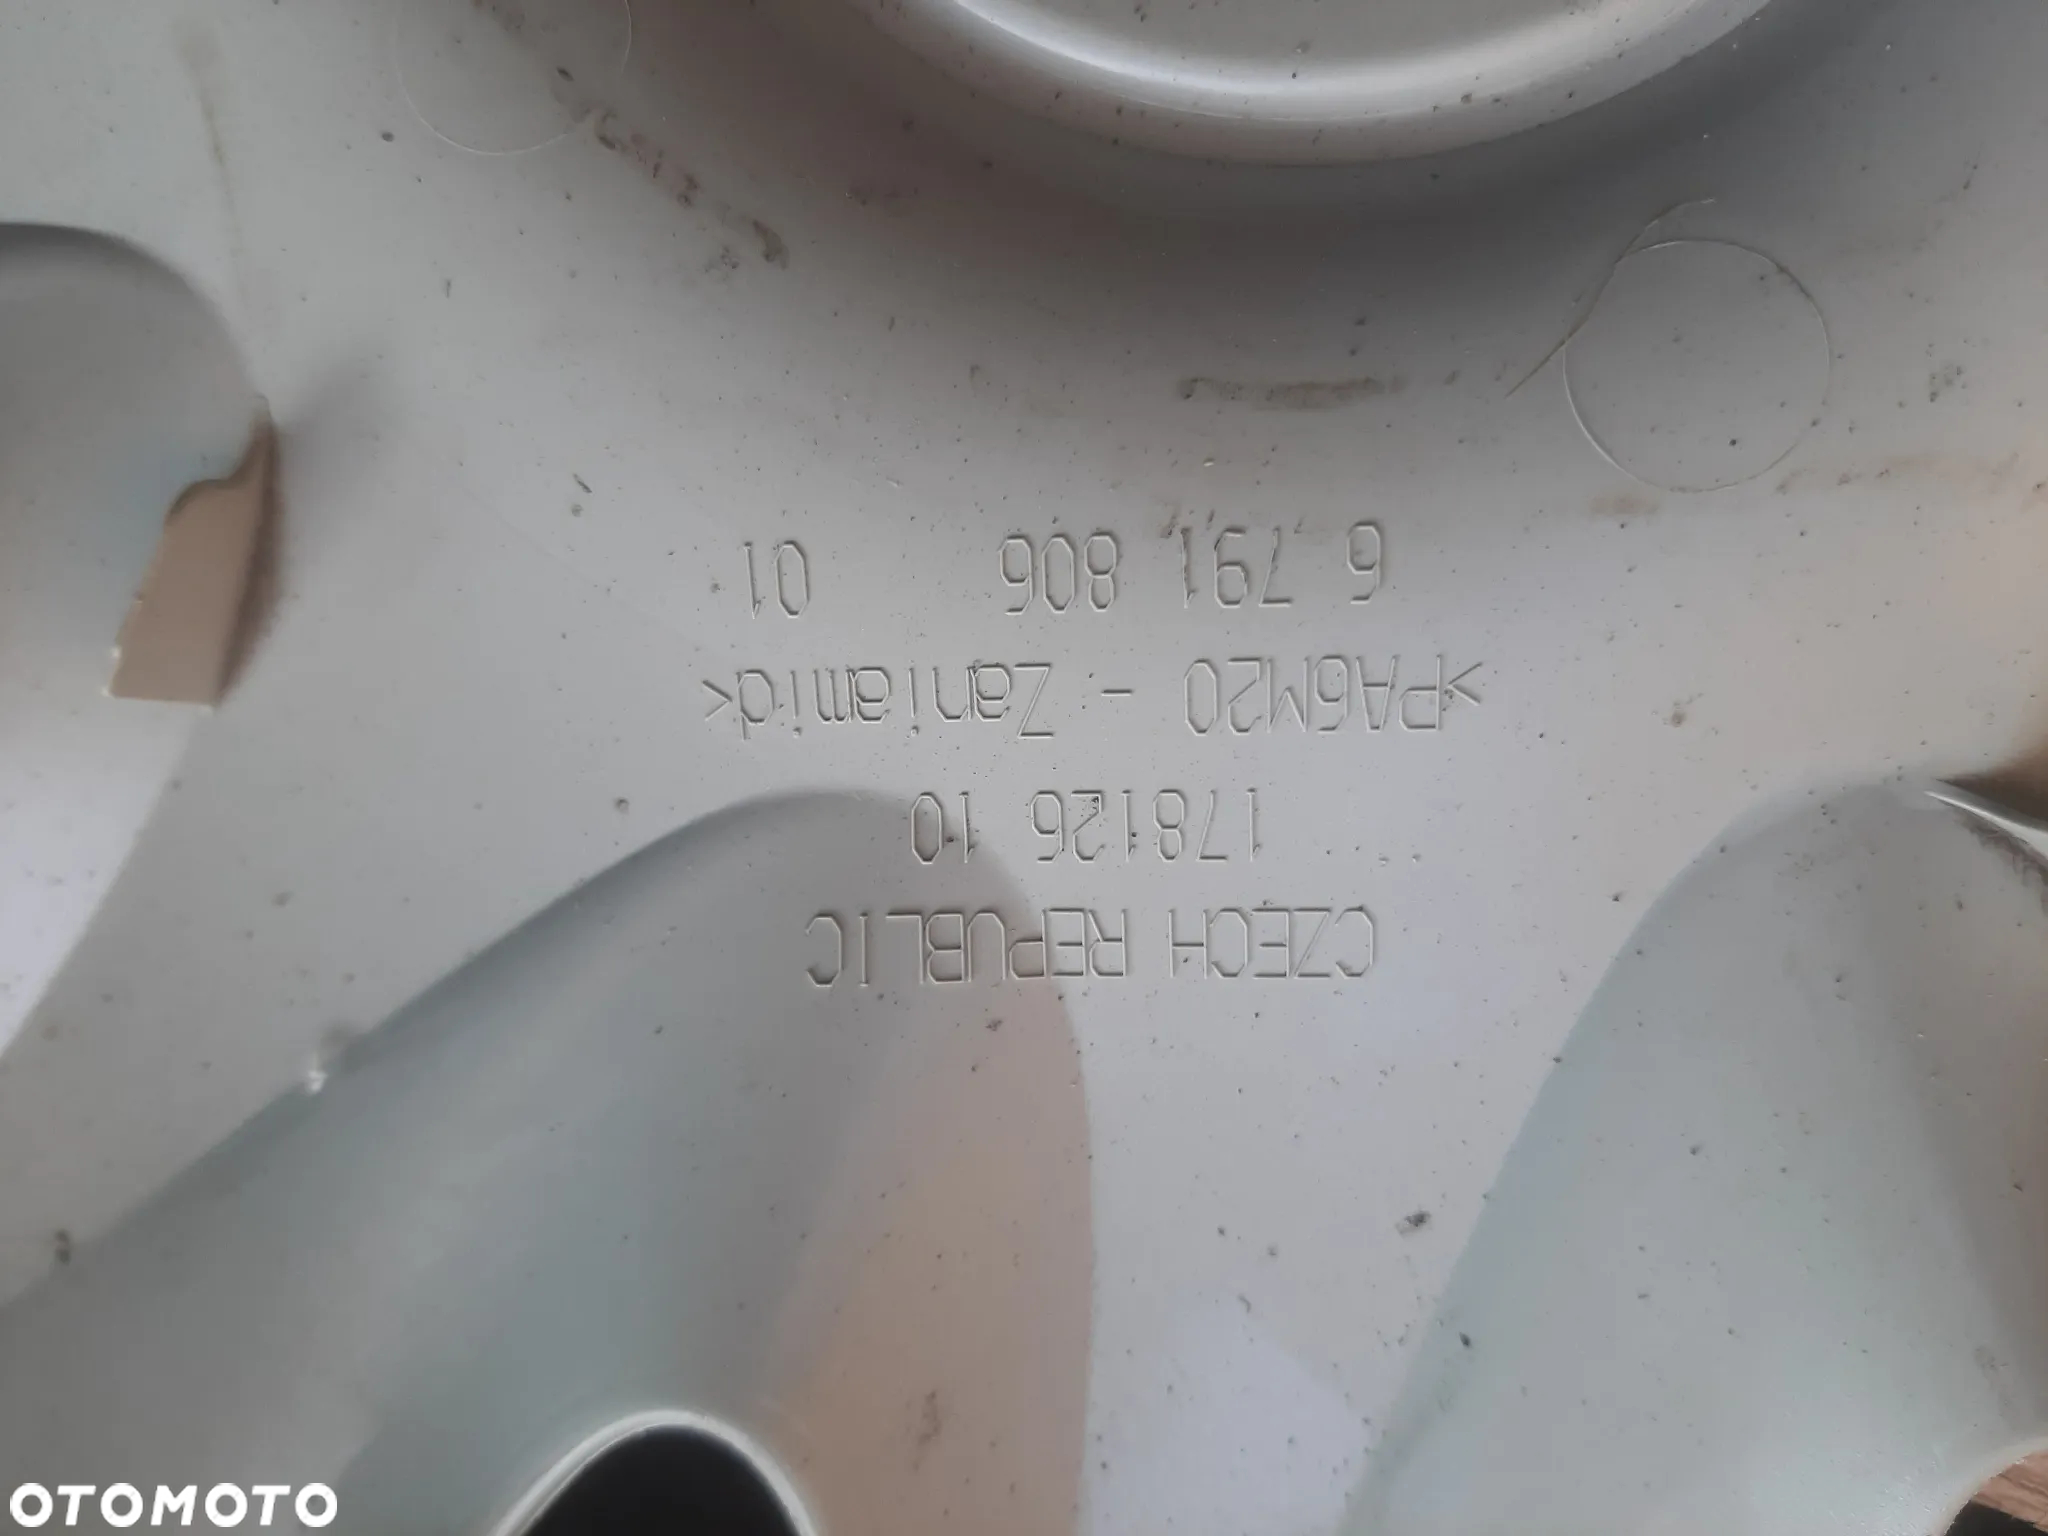 CZECH REPUBLIC
178126 10
>PA6M20 - Zaniamid<
6.791.806 01
OTOMOTO